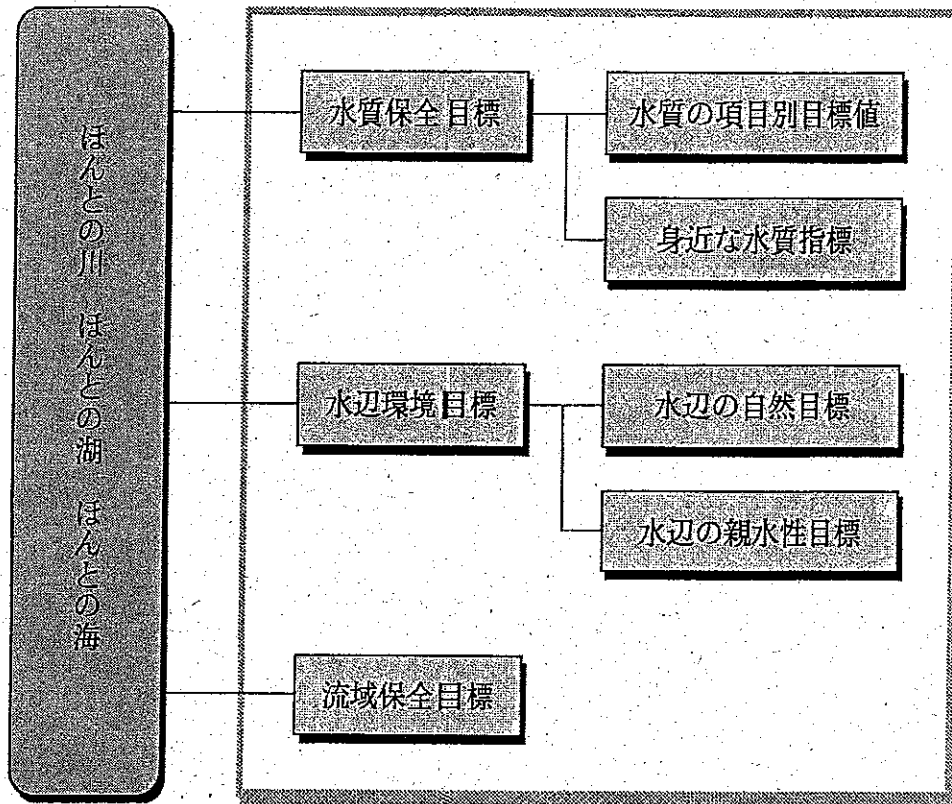 ほんとの川 ほんとの湖 ほんとの海
水質保全目標
水質の項目別目標値
身近な水質指標
水辺環境目標
水辺の自然目標
水辺の親水性目標
流域保全目標